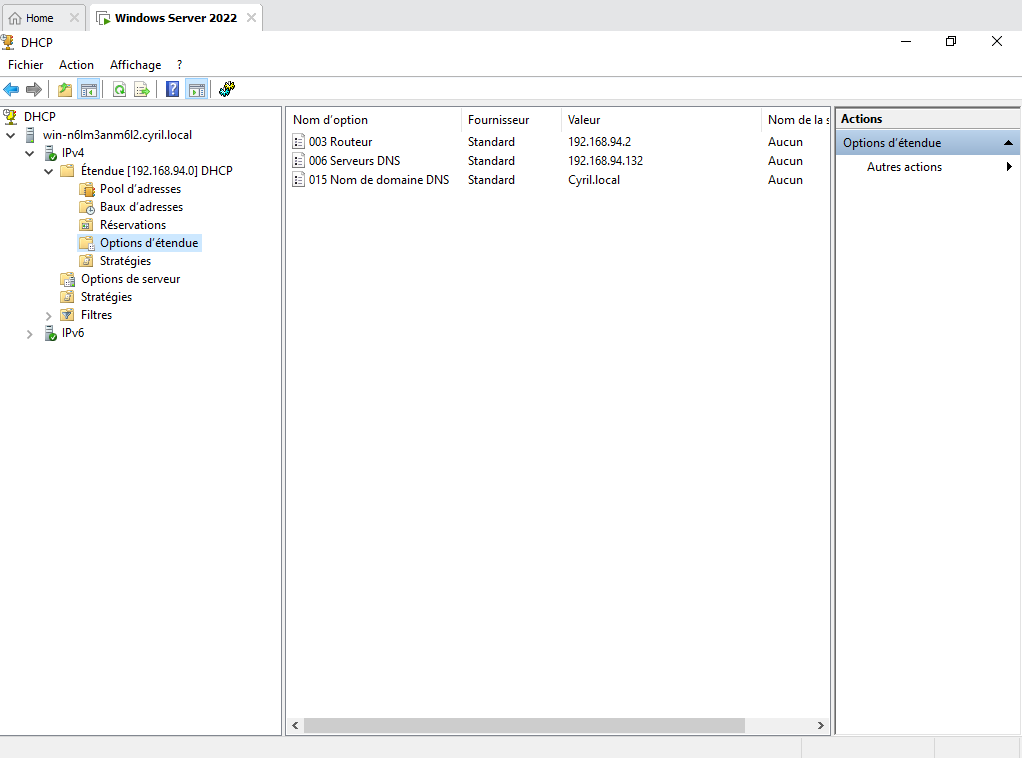 Home
Windows Server 2022
DHCP
Fichier Action Affichage ?
DHCP
win-n6lm3anm6l2.cyril.local
IPv4
Étendue [192.168.94.0] DHCP
Pool d'adresses
Baux d'adresses
Réservations
Options d'étendue
Stratégies
Options de serveur
Stratégies
Filtres
IPv6
Nom d'option Fournisseur Valeur Nom de la s
003 Routeur Standard 192.168.94.2 Aucun
006 Serveurs DNS Standard 192.168.94.132 Aucun
015 Nom de domaine DNS Standard Cyril.local Aucun
Actions
Options d'étendue
Autres actions